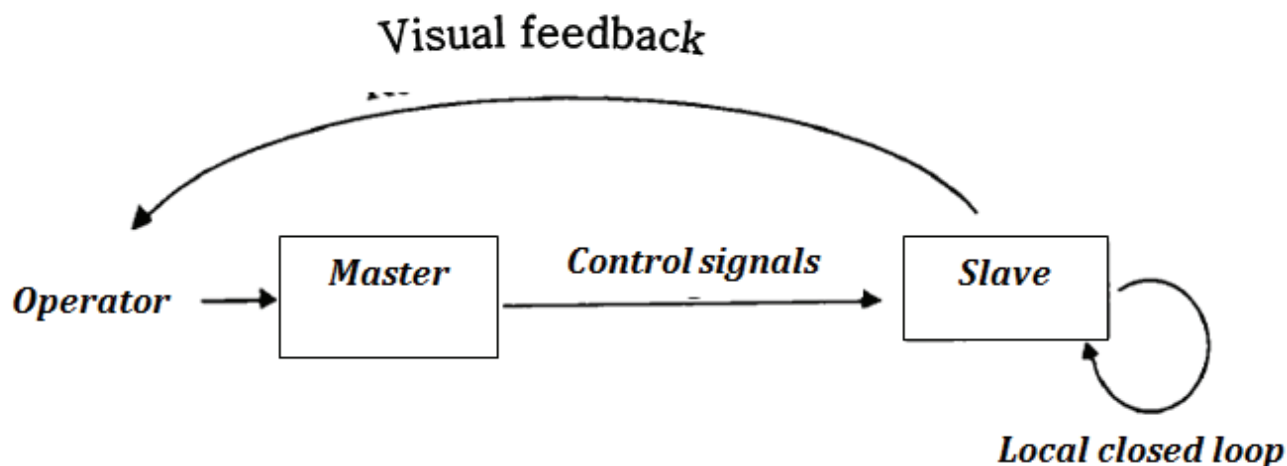 Visual feedback
Master
Control signals
Slave
Operator
Local closed loop